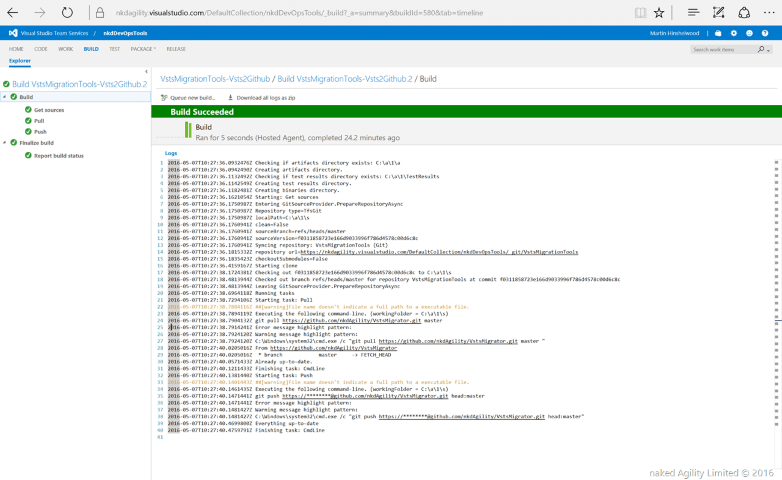 nkdagility.visualstudio.com/DefaultCollection/nkdDevOpsTools/_build?_a=summary&buildId=580&tab=timeline
Visual Studio Team Services / nkdDevOpsTools
Martin Hinshelwood
HOME CODE WORK BUILD TEST PACKAGE* RELEASE
Search work items
Explorer
Build VstsMigrationTools-Vsts2Github.2
Build
Get sources
Pull
Push
Finalize build
Report build status
VstsMigrationTools-Vsts2Github / Build VstsMigrationTools-Vsts2Github.2 / Build
Queue new build... Download all logs as zip
Build Succeeded
Build
Ran for 5 seconds (Hosted Agent), completed 24.2 minutes ago
Logs
1 2016-05-07T10:27:36.0932476Z Checking if artifacts directory exists: C:\a\1\a
2 2016-05-07T10:27:36.0942490Z Creating artifacts directory.
3 2016-05-07T10:27:36.1132492Z Checking if test results directory exists: C:\a\1\TestResults
4 2016-05-07T10:27:36.1142549Z Creating test results directory.
5 2016-05-07T10:27:36.1182481Z Creating binaries directory.
6 2016-05-07T10:27:36.1621054Z Starting: Get sources
7 2016-05-07T10:27:36.1750987Z Entering GitSourceProvider.PrepareRepositoryAsync
8 2016-05-07T10:27:36.1750987Z Repository type=TfsGit
9 2016-05-07T10:27:36.1750987Z localPath=C:\a\1\s
10 2016-05-07T10:27:36.1760941Z clean=False
11 2016-05-07T10:27:36.1760941Z sourceBranch=refs/heads/master
12 2016-05-07T10:27:36.1760941Z sourceVersion=f0311858723e166d9033996f786d4578c00d6c8c
13 2016-05-07T10:27:36.1760941Z Syncing repository: VstsMigrationTools (Git)
14 2016-05-07T10:27:36.1815332Z repository url=https://nkdagility.visualstudio.com/DefaultCollection/nkdDevOpsTools/_git/VstsMigrationTools
15 2016-05-07T10:27:36.1835423Z checkoutSubmodules=False
16 2016-05-07T10:27:36.4159167Z Starting clone
17 2016-05-07T10:27:38.1724381Z Checking out f0311858723e166d9033996f786d4578c00d6c8c to C:\a\1\s
18 2016-05-07T10:27:38.4813944Z Checked out branch refs/heads/master for repository VstsMigrationTools at commit f0311858723e166d9033996f786d4578c00d6c8c
19 2016-05-07T10:27:38.4813944Z Leaving GitSourceProvider.PrepareRepositoryAsync
20 2016-05-07T10:27:38.6964118Z Running tasks
21 2016-05-07T10:27:38.7294106Z Starting task: Pull
22 2016-05-07T10:27:38.7884116Z ##[warning]File name doesn't indicate a full path to a executable file.
23 2016-05-07T10:27:38.7894119Z Executing the following command-line. (workingFolder = C:\a\1\s)
24 2016-05-07T10:27:38.7904132Z git pull https://github.com/nkdAgility/VstsMigrator.git master
25 2016-05-07T10:27:38.7914241Z Error message highlight pattern:
26 2016-05-07T10:27:38.7924120Z Warning message highlight pattern:
27 2016-05-07T10:27:38.7924120Z C:\Windows\system32\cmd.exe /c "git pull https://github.com/nkdAgility/VstsMigrator.git master "
28 2016-05-07T10:27:40.0205016Z From https://github.com/nkdAgility/VstsMigrator
29 2016-05-07T10:27:40.0205016Z * branch master -> FETCH_HEAD
30 2016-05-07T10:27:40.0571433Z Already up-to-date.
31 2016-05-07T10:27:40.1211433Z Finishing task: CmdLine
32 2016-05-07T10:27:40.1381440Z Starting task: Push
33 2016-05-07T10:27:40.1401443Z ##[warning]File name doesn't indicate a full path to a executable file.
34 2016-05-07T10:27:40.1461435Z Executing the following command-line. (workingFolder = C:\a\1\s)
35 2016-05-07T10:27:40.1471441Z git push https://********@github.com/nkdAgility/VstsMigrator.git head:master
36 2016-05-07T10:27:40.1471441Z Error message highlight pattern:
37 2016-05-07T10:27:40.1481427Z Warning message highlight pattern:
38 2016-05-07T10:27:40.1481427Z C:\Windows\system32\cmd.exe /c "git push https://********@github.com/nkdAgility/VstsMigrator.git head:master"
39 2016-05-07T10:27:40.4699800Z Everything up-to-date
40 2016-05-07T10:27:40.4759791Z Finishing task: CmdLine
41
naked Agility Limited © 2016